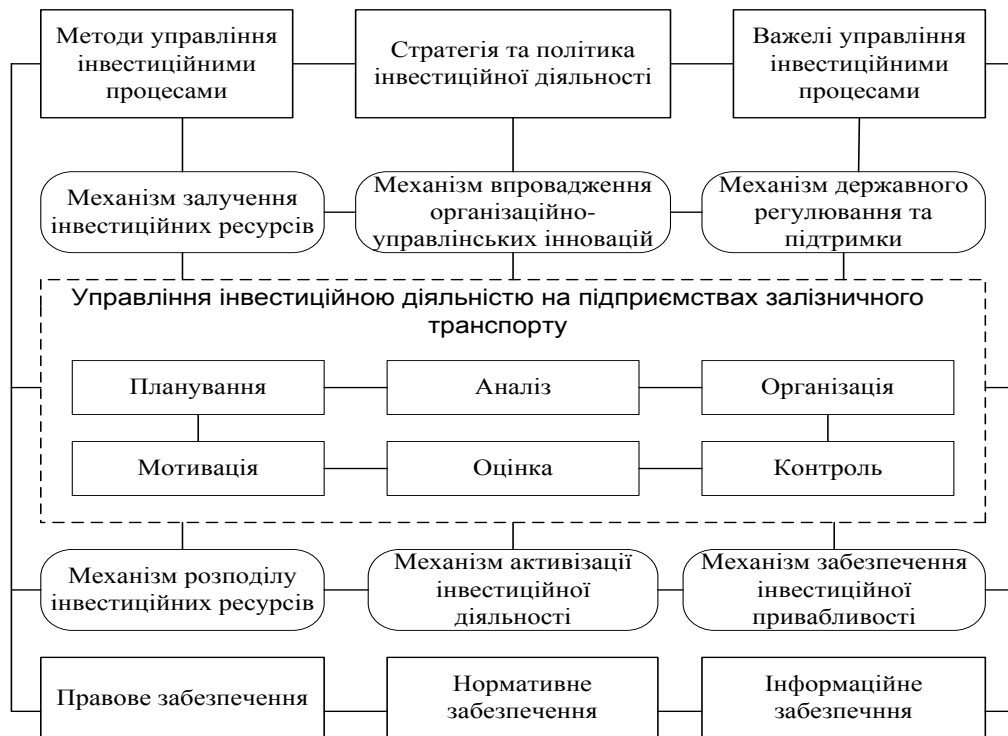 Методи управління
інвестиційними
процесами
Стратегія та політика
інвестиційної діяльності
Важелі управління
інвестиційними
процесами
Механізм залучення
інвестиційних ресурсів
Механізм впровадження
організаційно-
управлінських інновацій
Механізм державного
регулювання та
підтримки
Управління інвестиційною діяльністю на підприємствах залізничного
транспорту
Планування
Аналіз
Організація
Мотивація
Оцінка
Контроль
Механізм розподілу
інвестиційних ресурсів
Механізм активізації
інвестиційної
діяльності
Механізм забезпечення
інвестиційної
привабливості
Правове забезпечення
Нормативне
забезпечення
Інформаційне
забезпечння